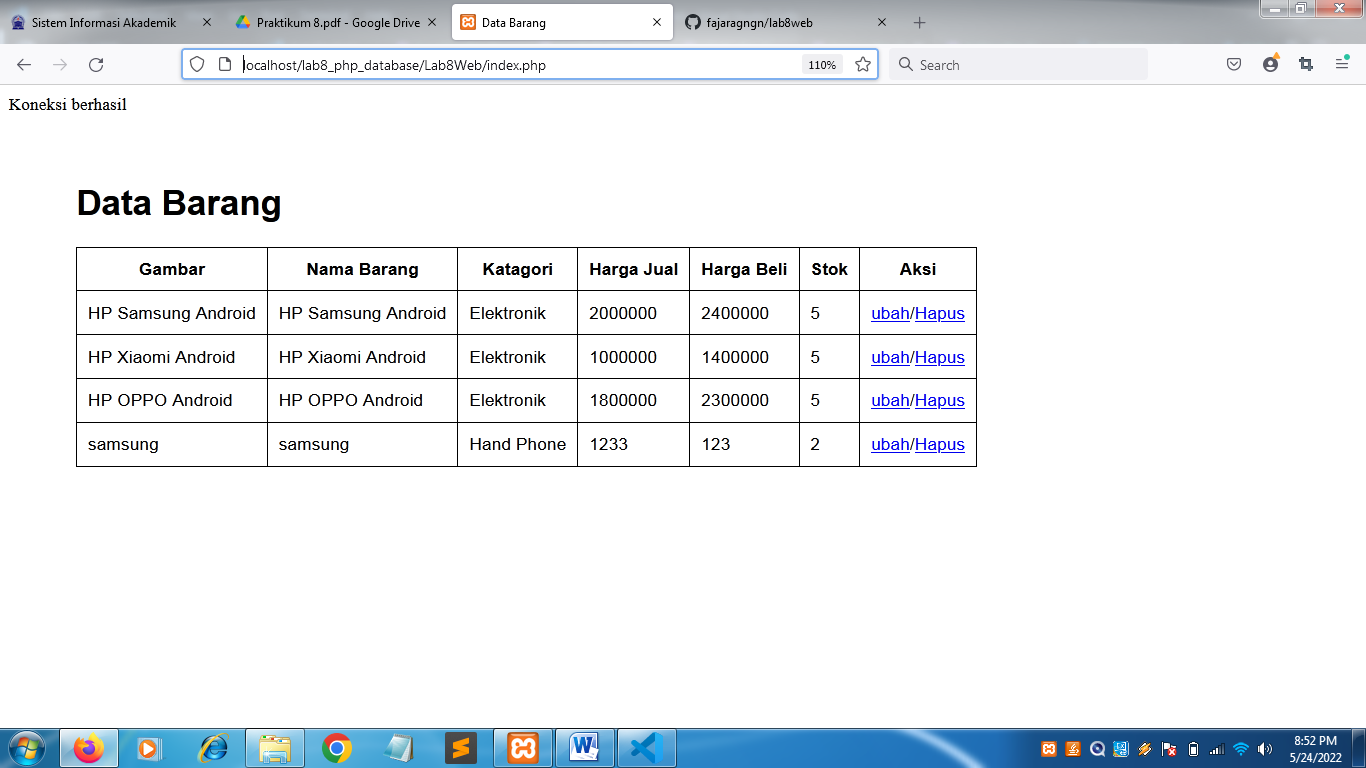 Sistem Informasi Akademik
Praktikum 8.pdf - Google Drive
Data Barang
fajaragngn/lab8web
localhost/lab8_php_database/Lab8Web/index.php
110%
Search
Koneksi berhasil
Data Barang
Gambar Nama Barang Katagori Harga Jual Harga Beli Stok Aksi
HP Samsung Android HP Samsung Android Elektronik 2000000 2400000 5 ubah/Hapus
HP Xiaomi Android HP Xiaomi Android Elektronik 1000000 1400000 5 ubah/Hapus
HP OPPO Android HP OPPO Android Elektronik 1800000 2300000 5 ubah/Hapus
samsung samsung Hand Phone 1233 123 2 ubah/Hapus
8:52 PM
5/24/2022